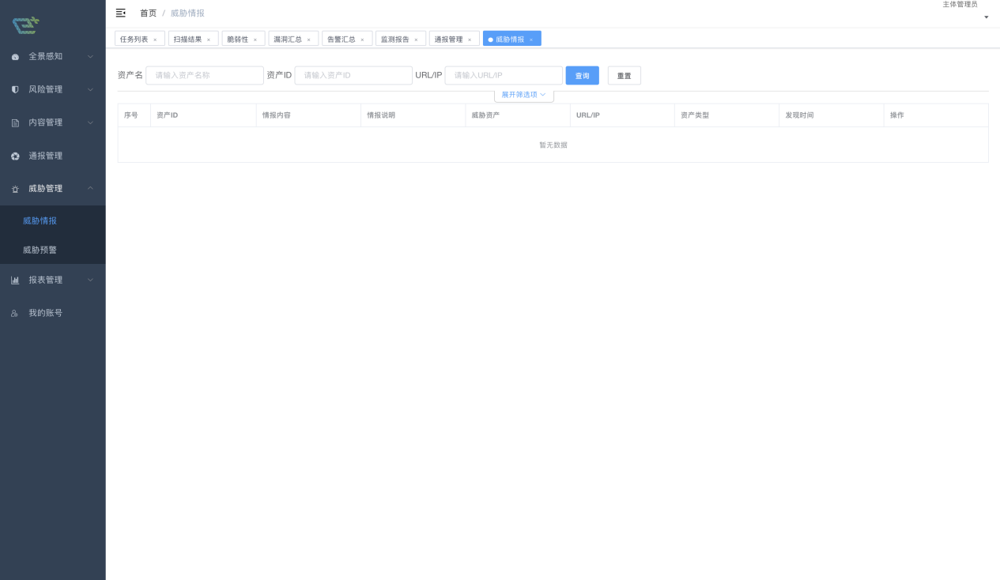 主体管理员
首页 / 威胁情报
任务列表 × 扫描结果 × 脆弱性 × 漏洞汇总 × 告警汇总 × 监测报告 × 通报管理 × 威胁情报 ×
全景感知
风险管理
内容管理
通报管理
威胁管理
威胁情报
威胁预警
报表管理
我的账号
资产名 请输入资产名称 资产ID 请输入资产ID URL/IP 请输入URL/IP 查询 重置
展开筛选项
序号 资产ID 情报内容 情报说明 威胁资产 URL/IP 资产类型 发现时间 操作
暂无数据